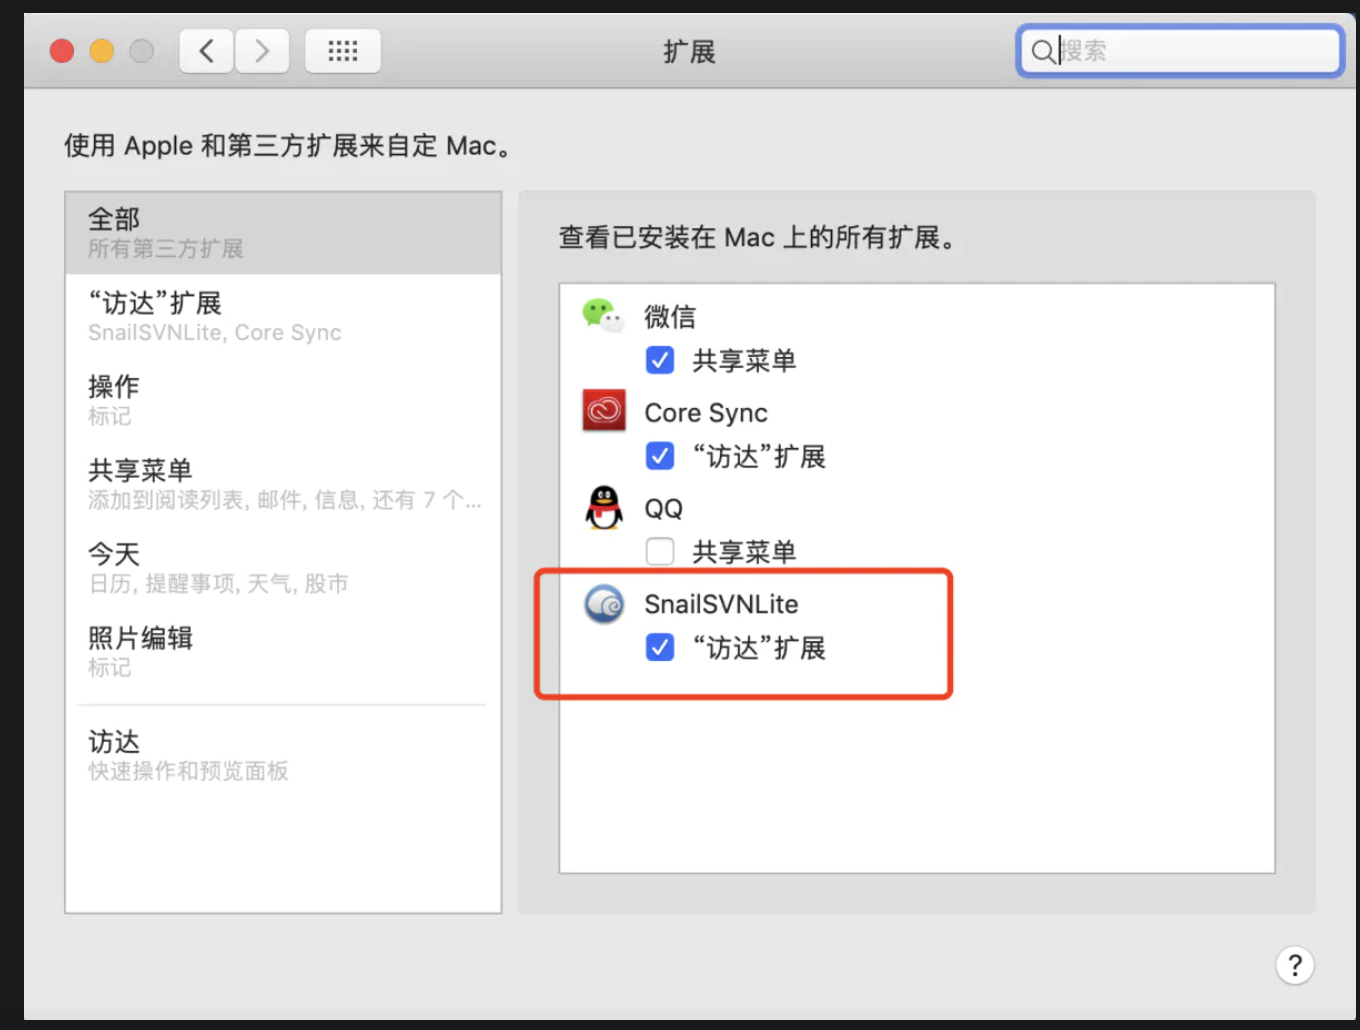 扩展
搜索
使用 Apple 和第三方扩展来自定 Mac。
全部
所有第三方扩展
“访达”扩展
SnailSVNLite, Core Sync
操作
标记
共享菜单
添加到阅读列表, 邮件, 信息, 还有 7 个...
今天
日历, 提醒事项, 天气, 股市
照片编辑
标记
访达
快速操作和预览面板
查看已安装在 Mac 上的所有扩展。
微信
共享菜单
Core Sync
“访达”扩展
QQ
共享菜单
SnailSVNLite
“访达”扩展
?